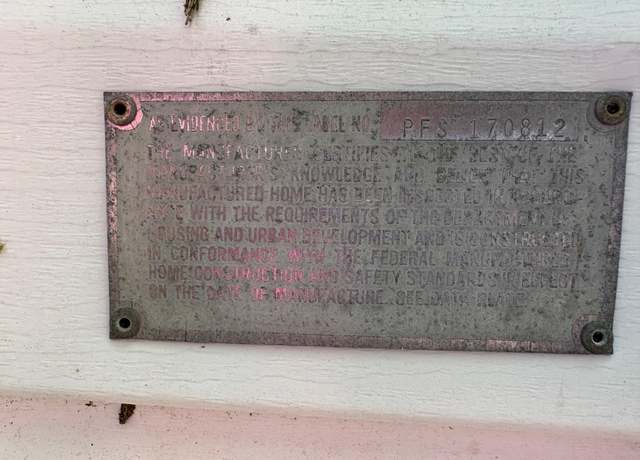 AS EVIDENCED BY THIS LABEL NO. PFS 170812
THE MANUFACTURER CERTIFIES TO THE BEST OF THE
MANUFACTURER'S KNOWLEDGE AND BELIEF THAT THIS
MANUFACTURED HOME HAS BEEN INSPECTED IN ACCORD-
ANCE WITH THE REQUIREMENTS OF THE DEPARTMENT OF
HOUSING AND URBAN DEVELOPMENT AND IS CONSTRUCTED
IN CONFORMANCE WITH THE FEDERAL MANUFACTURED
HOME CONSTRUCTION AND SAFETY STANDARDS IN EFFECT
ON THE DATE OF MANUFACTURE. SEE DATA PLATE.